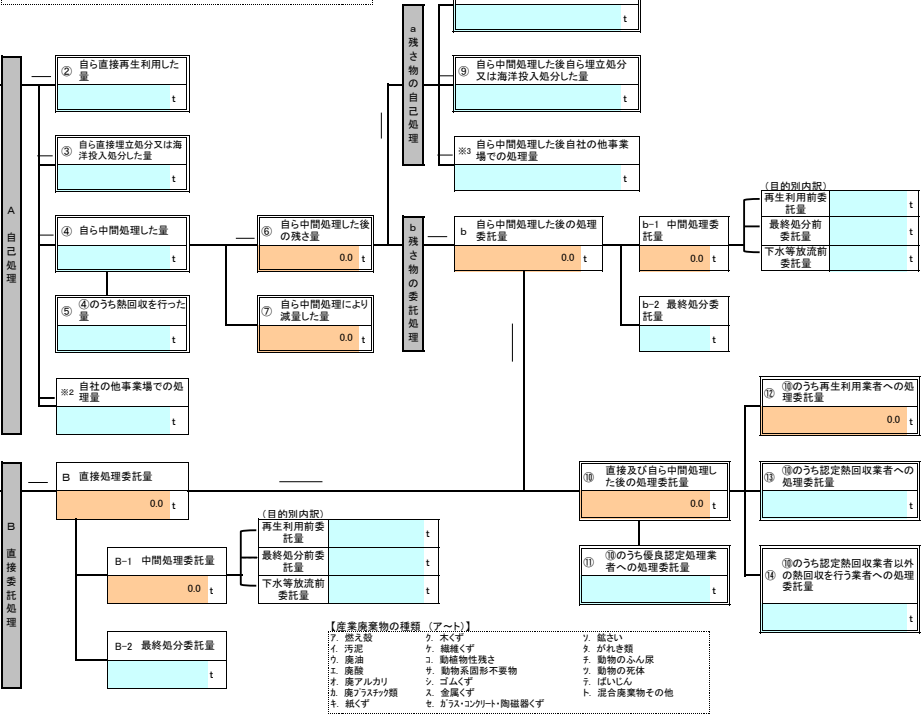 t
a 残さ物の自己処理
② 自ら直接再生利用した
量
t
⑨ 自ら中間処理した後自ら埋立処分
又は海洋投入処分した量
t
③ 自ら直接埋立処分又は海
洋投入処分した量
t
※3 自ら中間処理した後自社の他事業
場での処理量
t
A 自己処理
④ 自ら中間処理した量
t
⑥ 自ら中間処理した後
の残さ量
0.0 t
b 残さ物の委託処理
b 自ら中間処理した後の処理
委託量
0.0 t
b-1 中間処理委
託量
0.0 t
(目的別内訳)
再生利用前委
託量
t
最終処分前
委託量
t
下水等放流前
委託量
t
⑤ ④のうち熱回収を行った
量
t
⑦ 自ら中間処理により
減量した量
0.0 t
b-2 最終処分委
託量
t
※2 自社の他事業場での処
理量
t
⑫ ⑩のうち再生利用業者への処
理委託量
0.0 t
B 直接委託処理
B 直接処理委託量
0.0 t
⑩ 直接及び自ら中間処理し
た後の処理委託量
0.0 t
⑬ ⑩のうち認定熱回収業者への
処理委託量
t
B-1 中間処理委託量
0.0 t
(目的別内訳)
再生利用前委
託量
t
最終処分前委
託量
t
下水等放流前
委託量
t
⑪ ⑩のうち優良認定処理業
者への処理委託量
t
⑭ ⑩のうち認定熱回収業者以外
の熱回収を行う業者への処理
委託量
t
B-2 最終処分委託量
t
【産業廃棄物の種類 (ア～ト)】
ア. 燃え殻
イ. 汚泥
ウ. 廃油
エ. 廃酸
オ. 廃アルカリ
カ. 廃プラスチック類
キ. 紙くず
ク. 木くず
ケ. 繊維くず
コ. 動植物性残さ
サ. 動物系固形不要物
シ. ゴムくず
ス. 金属くず
セ. ガラス・コンクリート・陶磁器くず
ソ. 鉱さい
タ. がれき類
チ. 動物のふん尿
ツ. 動物の死体
テ. ばいじん
ト. 混合廃棄物その他